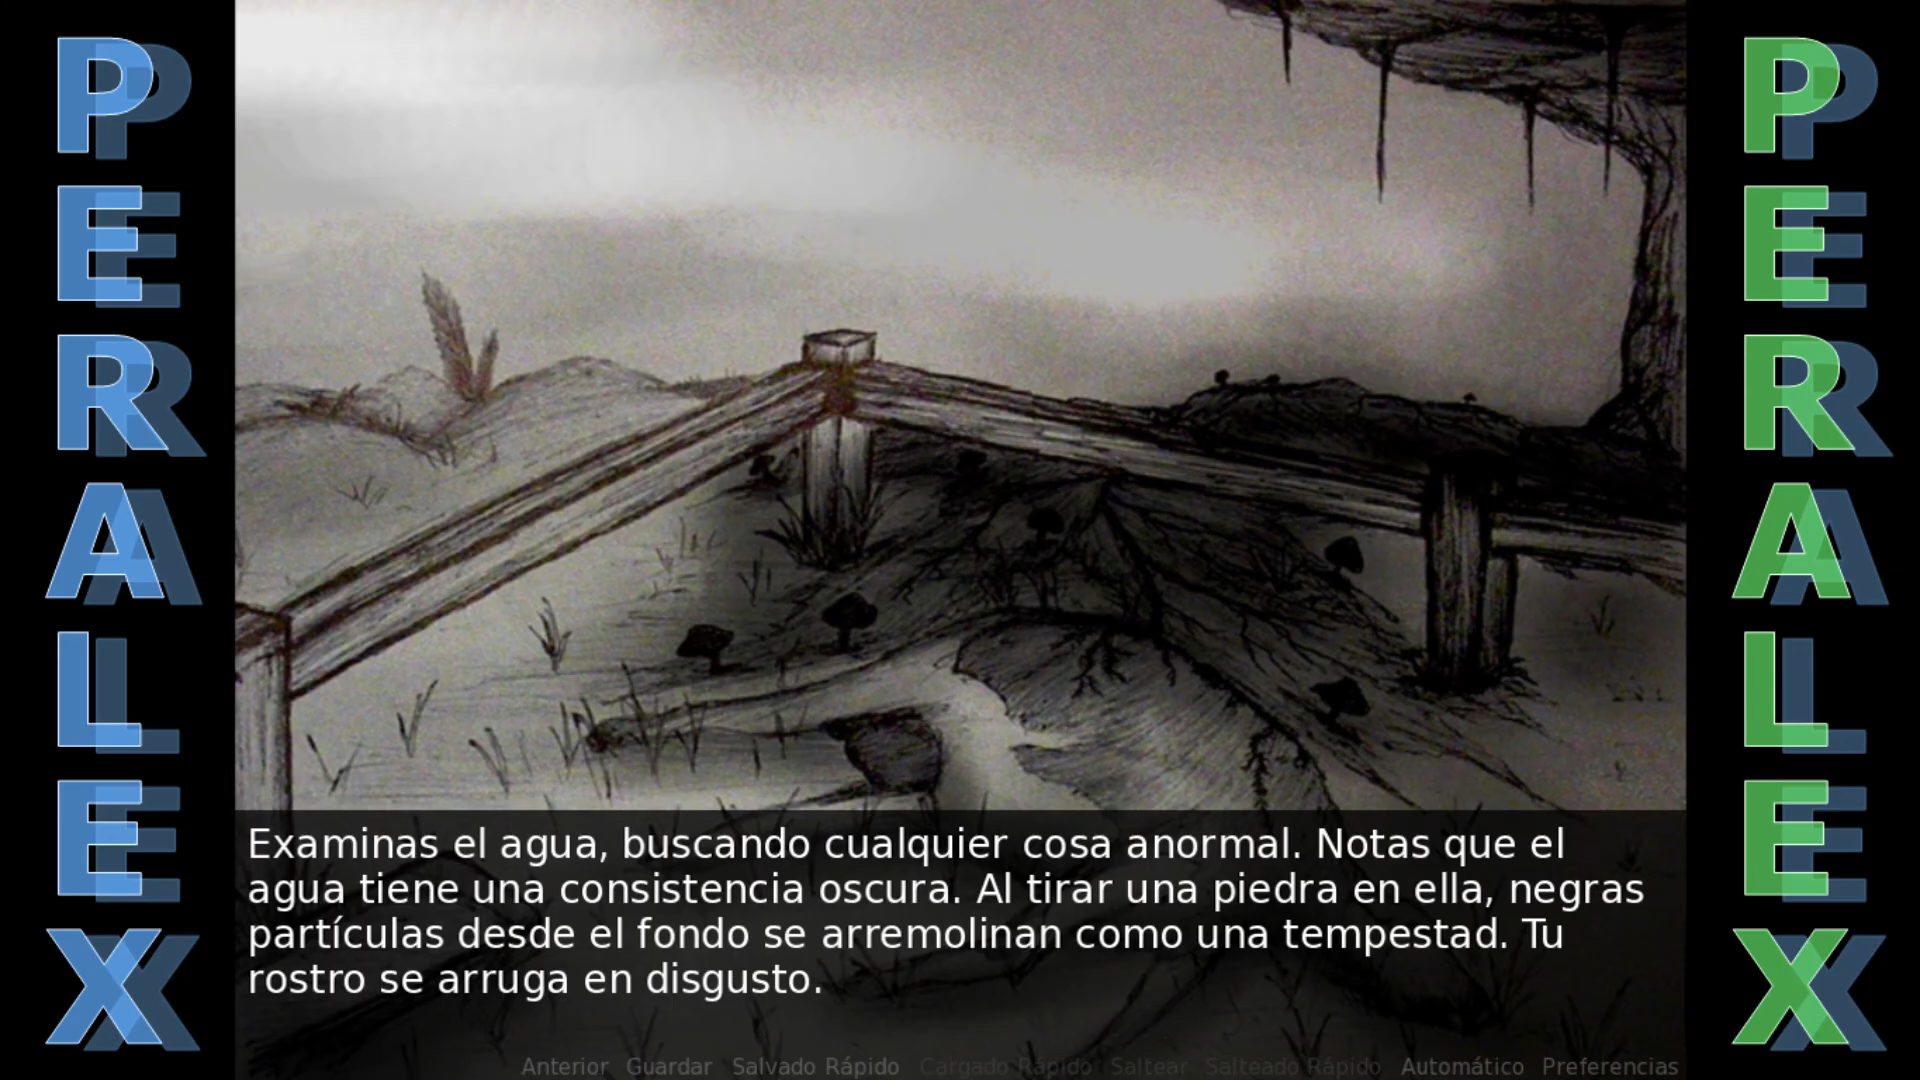 PERALEX
Examinas el agua, buscando cualquier cosa anormal. Notas que el
agua tiene una consistencia oscura. Al tirar una piedra en ella, negras
partículas desde el fondo se arremolinan como una tempestad. Tu
rostro se arruga en disgusto.
Anterior Guardar Salvado Rápido Cargado Rápido Saltear Salteado Rápido Automático Preferencias
PERALEX